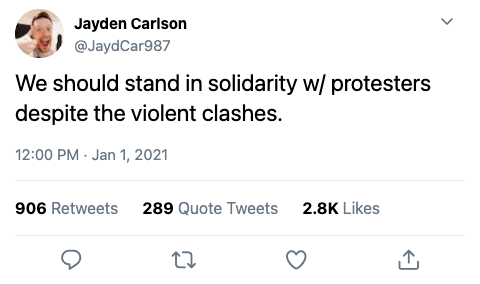 Jayden Carlson
@JaydCar987
We should stand in solidarity w/ protesters
despite the violent clashes.
12:00 PM · Jan 1, 2021
906 Retweets 289 Quote Tweets 2.8K Likes